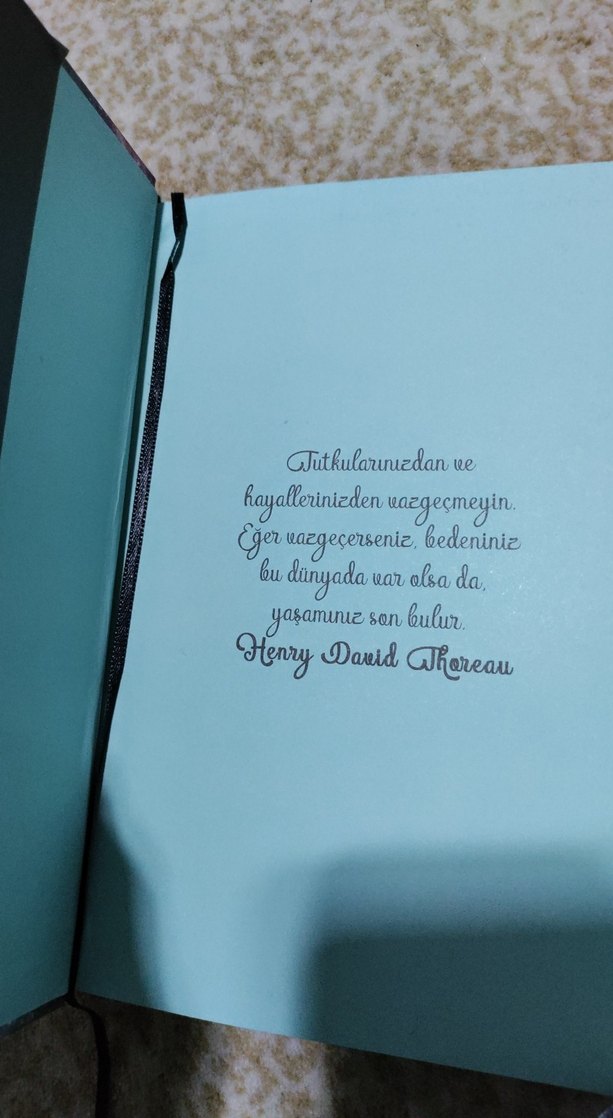 Tutkularınızdan ve
hayallerinizden vazgeçmeyin.
Eğer vazgeçerseniz, bedeniniz
bu dünyada var olsa da,
yaşamınız son bulur.
Henry David Thoreau